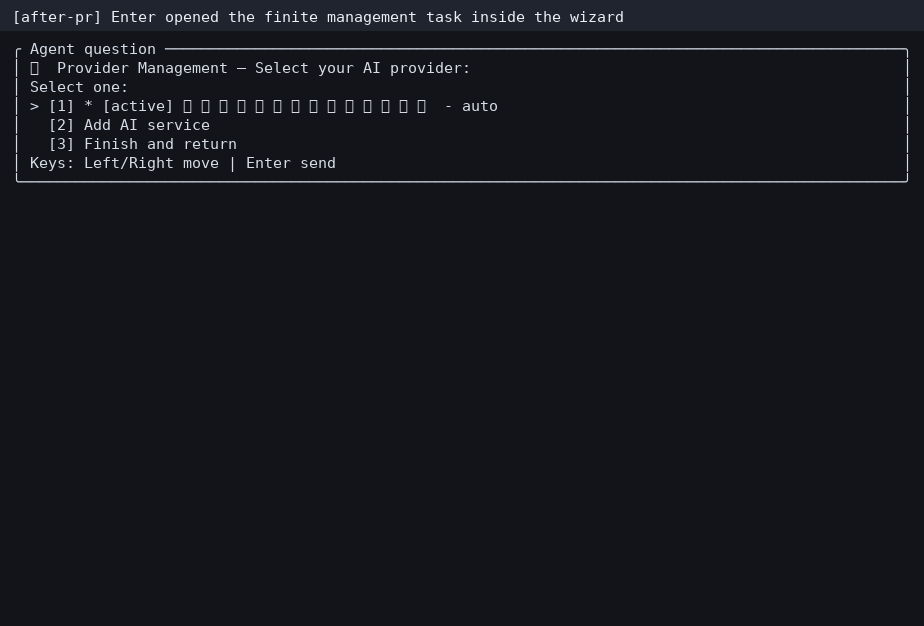 [after-pr] Enter opened the finite management task inside the wizard
Agent question
Provider Management — Select your AI provider:
Select one:
> [1] * [active] - auto
[2] Add AI service
[3] Finish and return
Keys: Left/Right move | Enter send